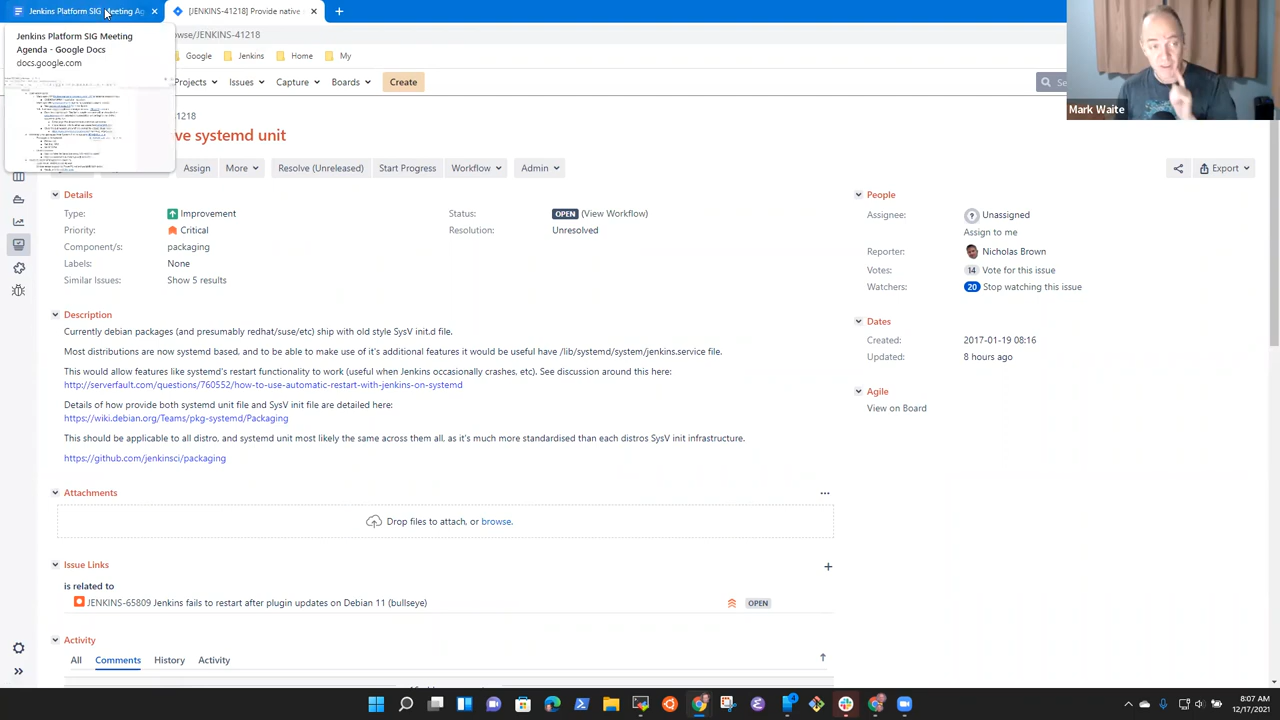 Jenkins Platform SIG Meeting Ag
[JENKINS-41218] Provide native
Jenkins Platform SIG Meeting
Agenda - Google Docs
docs.google.com
owse/JENKINS-41218
Google
Jenkins
Home
My
Projects
Issues
Capture
Boards
Create
Se
Mark Waite
41218
ve systemd unit
Assign
More
Resolve (Unreleased)
Start Progress
Workflow
Admin
Export
Details
Type:
Improvement
Status:
OPEN (View Workflow)
Priority:
Critical
Resolution:
Unresolved
Component/s:
packaging
Labels:
None
Similar Issues:
Show 5 results
People
Assignee:
Unassigned
Assign to me
Reporter:
Nicholas Brown
Votes:
14 Vote for this issue
Watchers:
20 Stop watching this issue
Description
Currently debian packages (and presumably redhat/suse/etc) ship with old style SysV init.d file.
Most distributions are now systemd based, and to be able to make use of it's additional features it would be useful have /lib/systemd/system/jenkins.service file.
This would allow features like systemd's restart functionality to work (useful when Jenkins occasionally crashes, etc). See discussion around this here:
http://serverfault.com/questions/760552/how-to-use-automatic-restart-with-jenkins-on-systemd
Details of how provide both systemd unit file and SysV init file are detailed here:
https://wiki.debian.org/Teams/pkg-systemd/Packaging
This should be applicable to all distro, and systemd unit most likely the same across them all, as it's much more standardised than each distros SysV init infrastructure.
https://github.com/jenkinsci/packaging
Dates
Created:
2017-01-19 08:16
Updated:
8 hours ago
Agile
View on Board
Attachments
Drop files to attach, or browse.
Issue Links
is related to
JENKINS-65809 Jenkins fails to restart after plugin updates on Debian 11 (bullseye)
OPEN
Activity
All
Comments
History
Activity
8:07 AM
12/17/2021